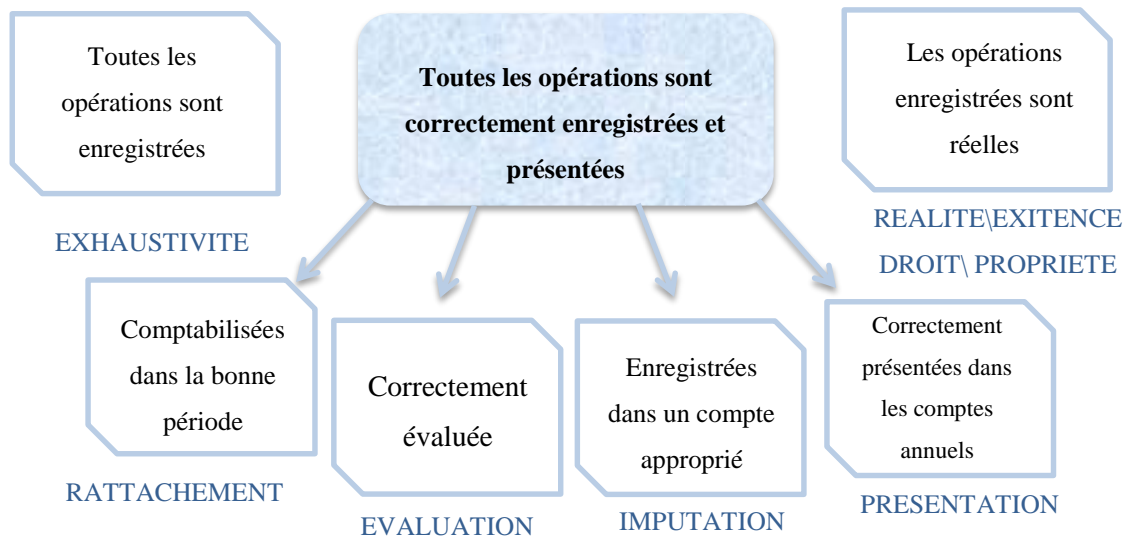 Toutes les
opérations sont
enregistrées
EXHAUSTIVITE
Toutes les opérations sont
correctement enregistrées et
présentées
Les opérations
enregistrées sont
réelles
REALITE\EXITENCE
DROIT\ PROPRIETE
Comptabilisées
dans la bonne
période
RATTACHEMENT
Correctement
évaluée
EVALUATION
Enregistrées
dans un compte
approprié
IMPUTATION
Correctement
présentées dans
les comptes
annuels
PRESENTATION